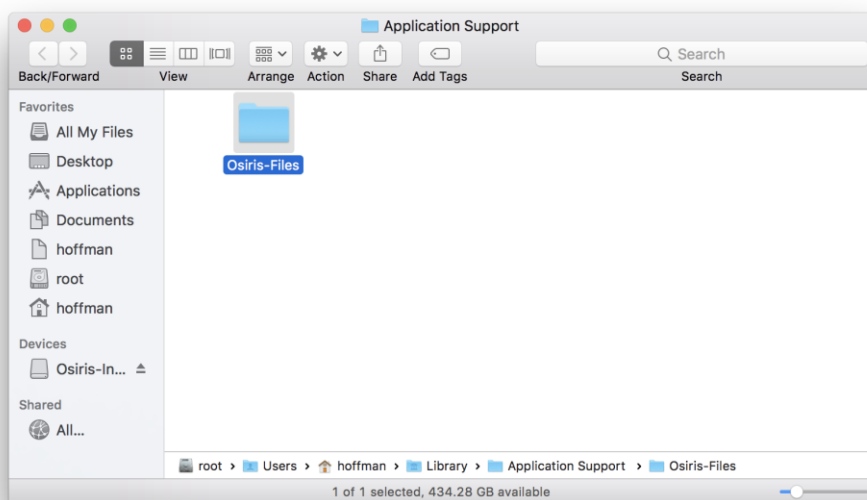 Application Support
Search
Back/Forward View Arrange Action Share Add Tags Search
Favorites
All My Files
Desktop
Applications
Documents
hoffman
root
hoffman
Devices
Osiris-In...
Shared
All...
Osiris-Files
root › Users › hoffman › Library › Application Support › Osiris-Files
1 of 1 selected, 434.28 GB available